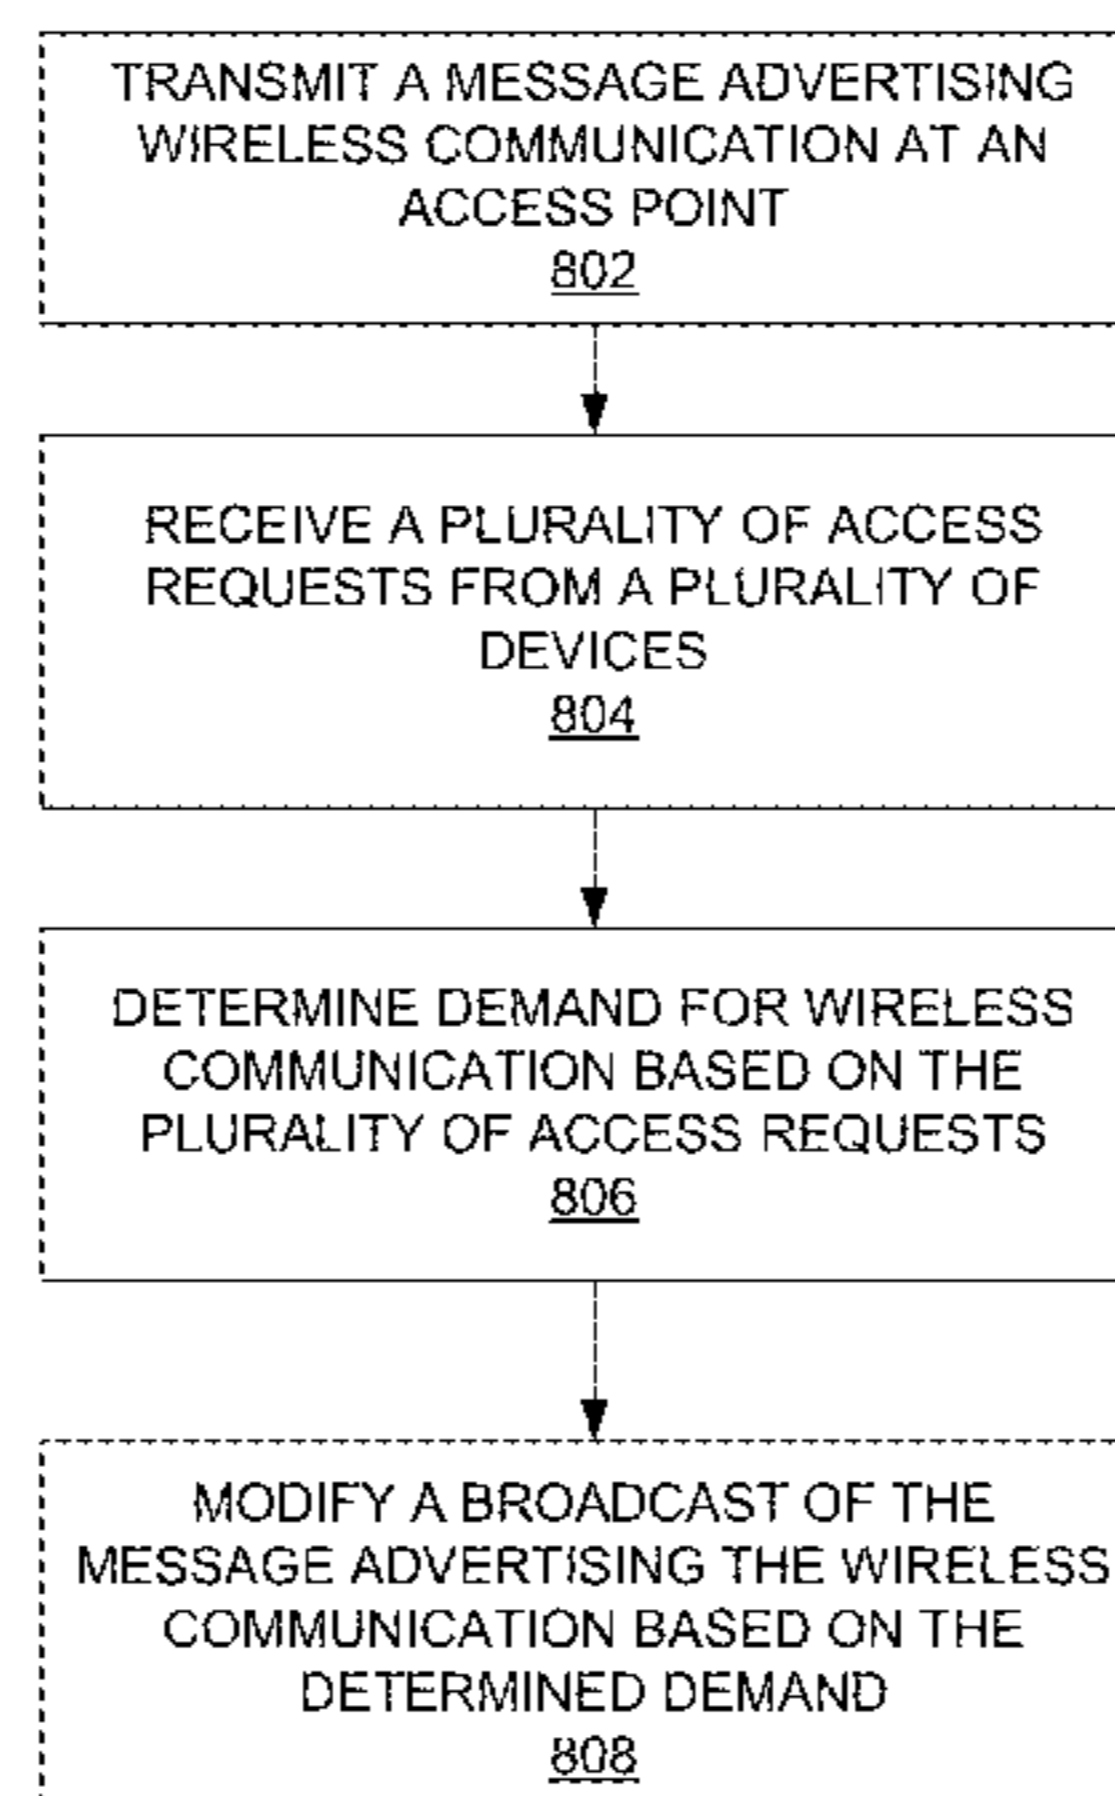 TRANSMIT A MESSAGE ADVERTISING
WIRELESS COMMUNICATION AT AN
ACCESS POINT
802
RECEIVE A PLURALITY OF ACCESS
REQUESTS FROM A PLURALITY OF
DEVICES
804
DETERMINE DEMAND FOR WIRELESS
COMMUNICATION BASED ON THE
PLURALITY OF ACCESS REQUESTS
806
MODIFY A BROADCAST OF THE
MESSAGE ADVERTISING THE WIRELESS
COMMUNICATION BASED ON THE
DETERMINED DEMAND
808